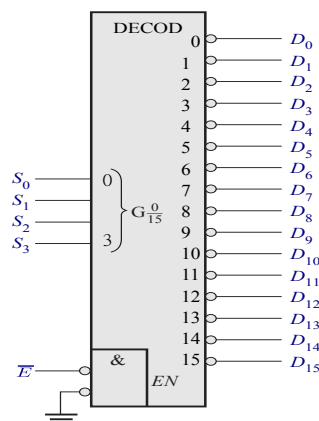 DECOD
0 D0
1 D1
2 D2
3 D3
4 D4
5 D5
6 D6
S0 0 7 D7
S1 G 0/15 8 D8
S2 9 D9
S3 3 10 D10
11 D11
12 D12
13 D13
& 14 D14
E̅ EN 15 D15